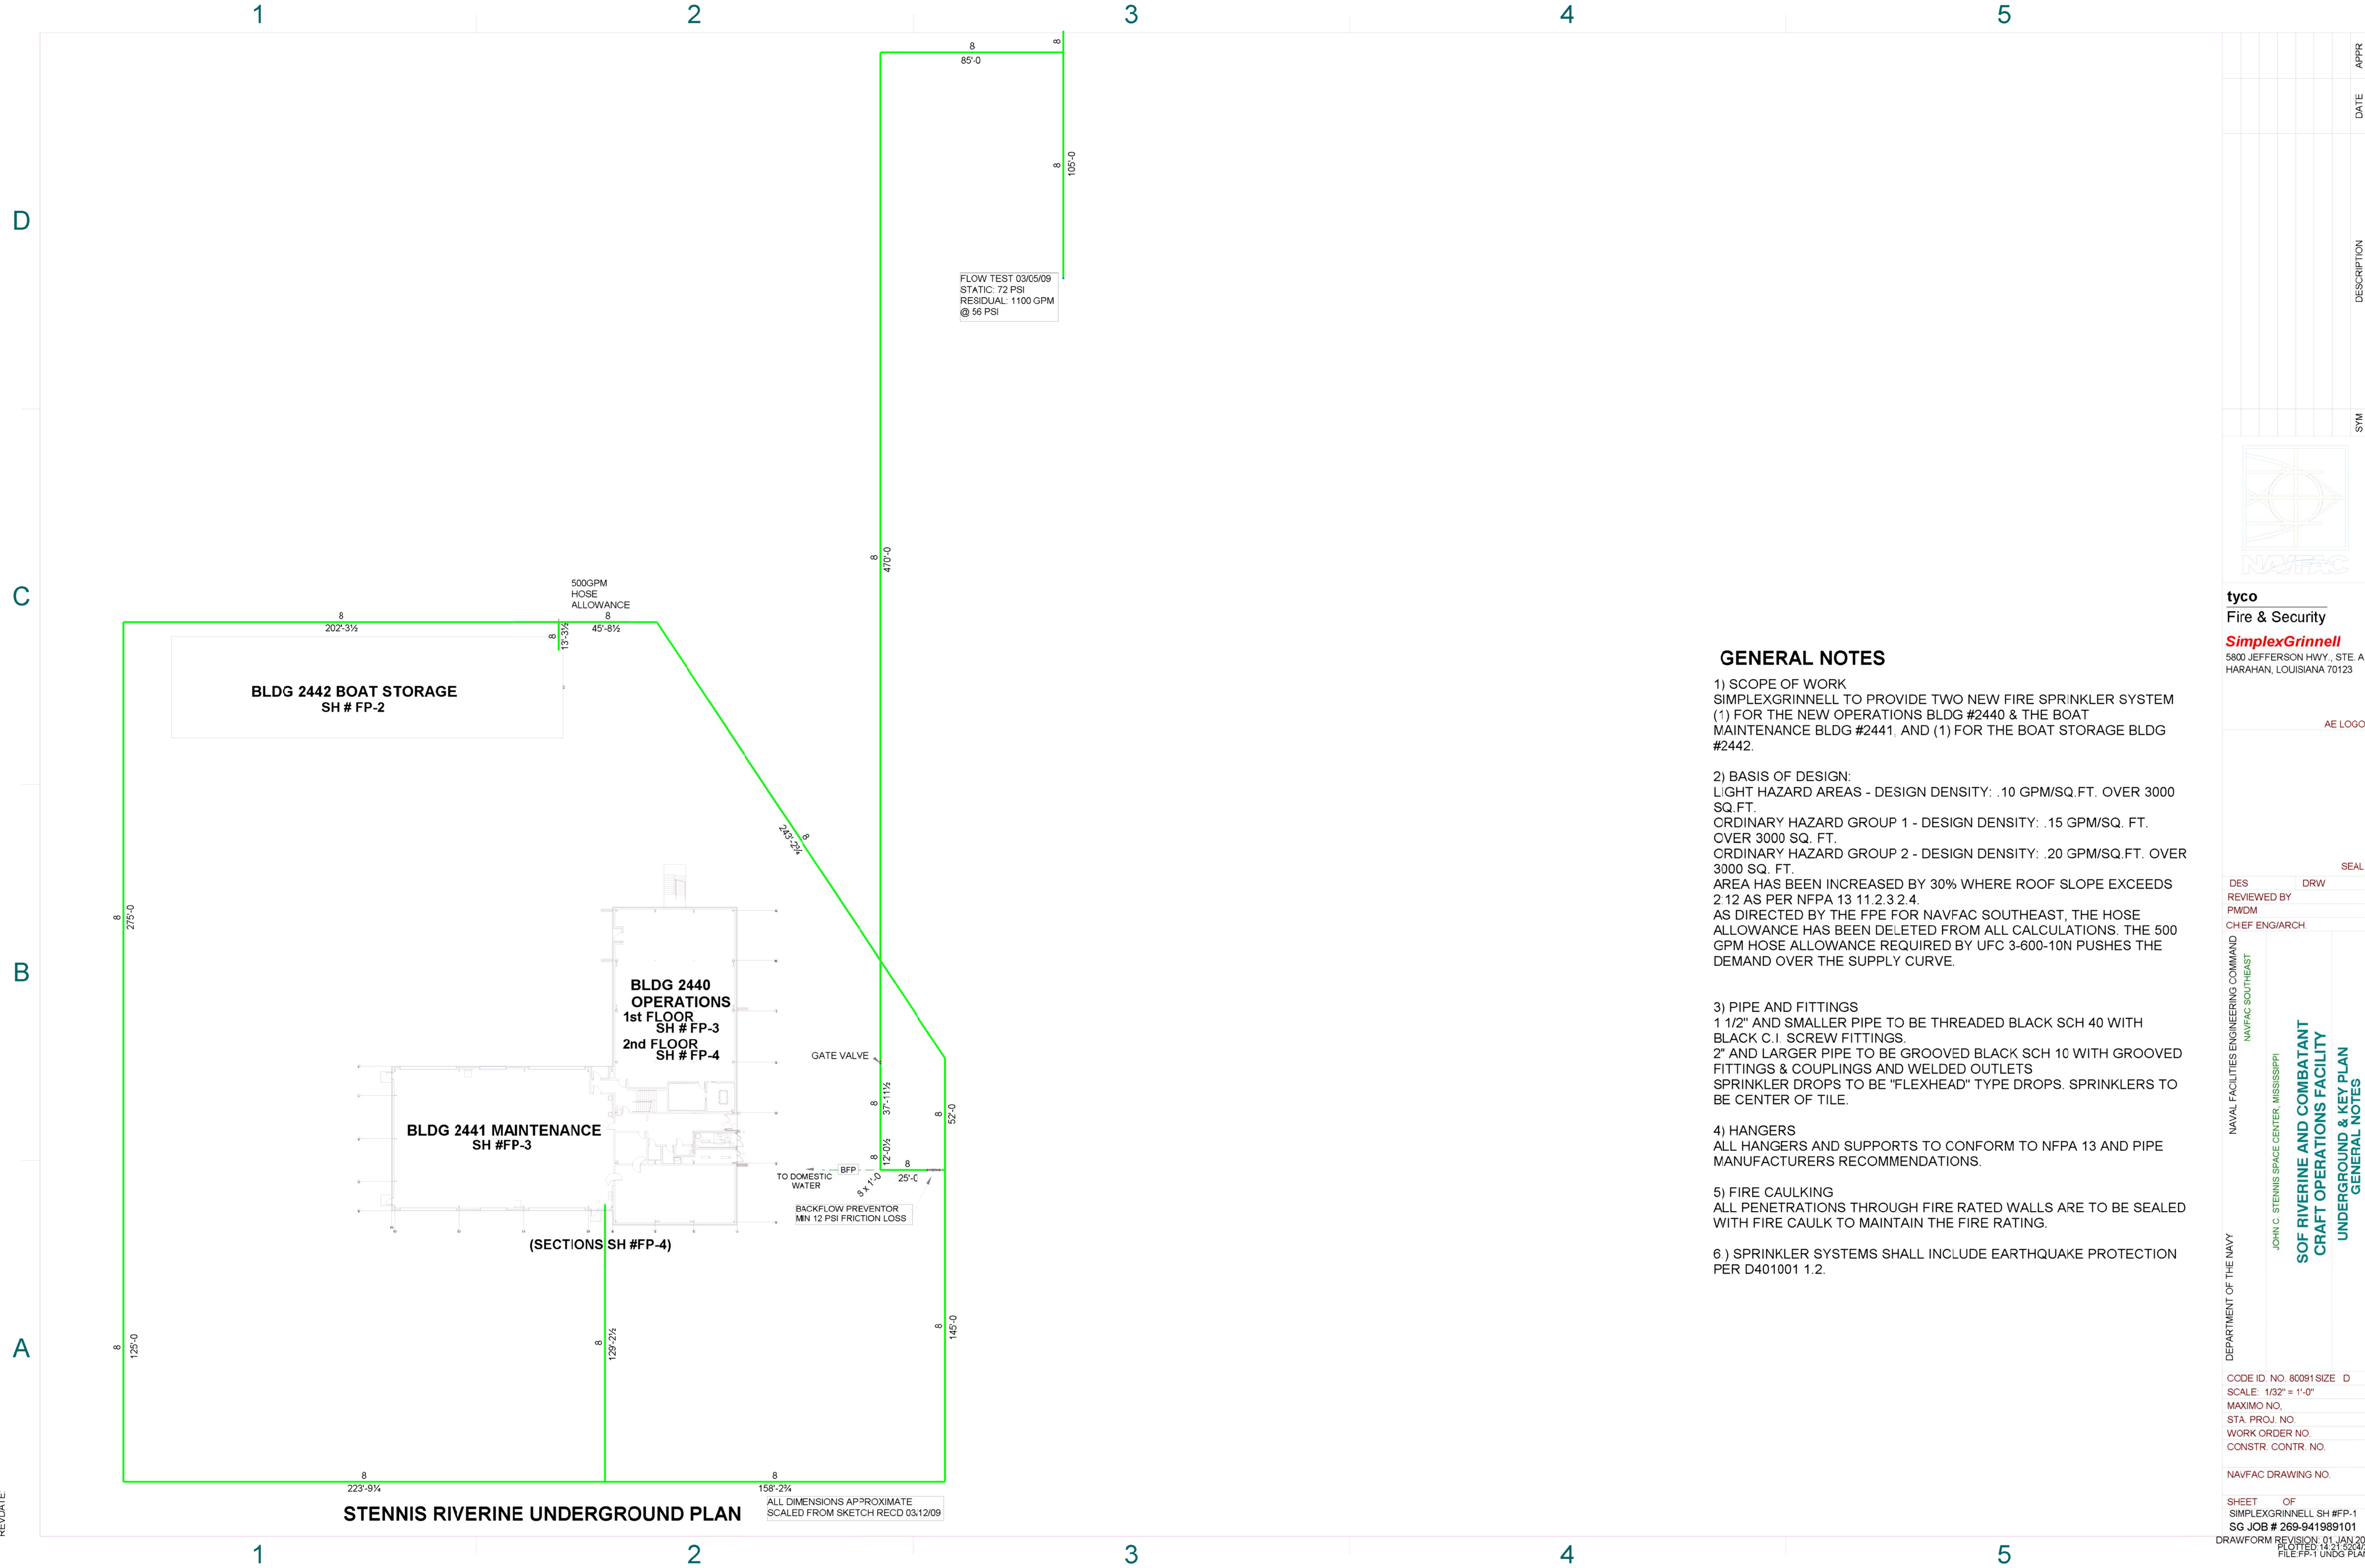 1 2 3 4 5
8
85'-0
8
8
105'-0
D
FLOW TEST 03/05/09
STATIC: 72 PSI
RESIDUAL: 1100 GPM
@ 56 PSI
8
470'-0
C
500GPM
HOSE
ALLOWANCE
8
202'-3½
8
13'-3½
8
45'-8½
BLDG 2442 BOAT STORAGE
SH # FP-2
8
243'-2¾
8
275'-0
B
BLDG 2440
OPERATIONS
1st FLOOR
SH # FP-3
2nd FLOOR
SH # FP-4
GATE VALVE
8
37'-11½
8
52'-0
BLDG 2441 MAINTENANCE
SH #FP-3
8
12'-0½
BFP
TO DOMESTIC
WATER
8 x 1'-0
8
25'-0
BACKFLOW PREVENTOR
MIN 12 PSI FRICTION LOSS
(SECTIONS SH #FP-4)
A
8
125'-0
8
129'-2½
8
145'-0
8
223'-9¼
8
158'-2¾
STENNIS RIVERINE UNDERGROUND PLAN
ALL DIMENSIONS APPROXIMATE
SCALED FROM SKETCH RECD 03/12/09
REV.DATE:
1 2 3 4 5
GENERAL NOTES
1) SCOPE OF WORK
SIMPLEXGRINNELL TO PROVIDE TWO NEW FIRE SPRINKLER SYSTEM
(1) FOR THE NEW OPERATIONS BLDG #2440 & THE BOAT
MAINTENANCE BLDG #2441, AND (1) FOR THE BOAT STORAGE BLDG
#2442.
2) BASIS OF DESIGN:
LIGHT HAZARD AREAS - DESIGN DENSITY: .10 GPM/SQ.FT. OVER 3000
SQ.FT.
ORDINARY HAZARD GROUP 1 - DESIGN DENSITY: .15 GPM/SQ. FT.
OVER 3000 SQ. FT.
ORDINARY HAZARD GROUP 2 - DESIGN DENSITY: .20 GPM/SQ.FT. OVER
3000 SQ. FT.
AREA HAS BEEN INCREASED BY 30% WHERE ROOF SLOPE EXCEEDS
2:12 AS PER NFPA 13 11.2.3.2.4.
AS DIRECTED BY THE FPE FOR NAVFAC SOUTHEAST, THE HOSE
ALLOWANCE HAS BEEN DELETED FROM ALL CALCULATIONS. THE 500
GPM HOSE ALLOWANCE REQUIRED BY UFC 3-600-10N PUSHES THE
DEMAND OVER THE SUPPLY CURVE.
3) PIPE AND FITTINGS
1 1/2" AND SMALLER PIPE TO BE THREADED BLACK SCH 40 WITH
BLACK C.I. SCREW FITTINGS.
2" AND LARGER PIPE TO BE GROOVED BLACK SCH 10 WITH GROOVED
FITTINGS & COUPLINGS AND WELDED OUTLETS
SPRINKLER DROPS TO BE "FLEXHEAD" TYPE DROPS. SPRINKLERS TO
BE CENTER OF TILE.
4) HANGERS
ALL HANGERS AND SUPPORTS TO CONFORM TO NFPA 13 AND PIPE
MANUFACTURERS RECOMMENDATIONS.
5) FIRE CAULKING
ALL PENETRATIONS THROUGH FIRE RATED WALLS ARE TO BE SEALED
WITH FIRE CAULK TO MAINTAIN THE FIRE RATING.
6.) SPRINKLER SYSTEMS SHALL INCLUDE EARTHQUAKE PROTECTION
PER D401001 1.2.
APPR
DATE
DESCRIPTION
SYM
NAVFAC
tyco
Fire & Security
SimplexGrinnell
5800 JEFFERSON HWY., STE. A
HARAHAN, LOUISIANA 70123
AE LOGO
SEAL
DES DRW
REVIEWED BY
PM/DM
CHIEF ENG/ARCH.
NAVAL FACILITIES ENGINEERING COMMAND
NAVFAC SOUTHEAST
DEPARTMENT OF THE NAVY
JOHN C. STENNIS SPACE CENTER, MISSISSIPPI
SOF RIVERINE AND COMBATANT
CRAFT OPERATIONS FACILITY
UNDERGROUND & KEY PLAN
GENERAL NOTES
CODE ID. NO. 80091 SIZE D
SCALE: 1/32" = 1'-0"
MAXIMO NO.
STA. PROJ. NO.
WORK ORDER NO.
CONSTR. CONTR. NO.
NAVFAC DRAWING NO.
SHEET OF
SIMPLEXGRINNELL SH #FP-1
SG JOB # 269-941989101
DRAWFORM REVISION: 01 JAN 20
PLOTTED:
FILE:FP-1 UNDG PLAN